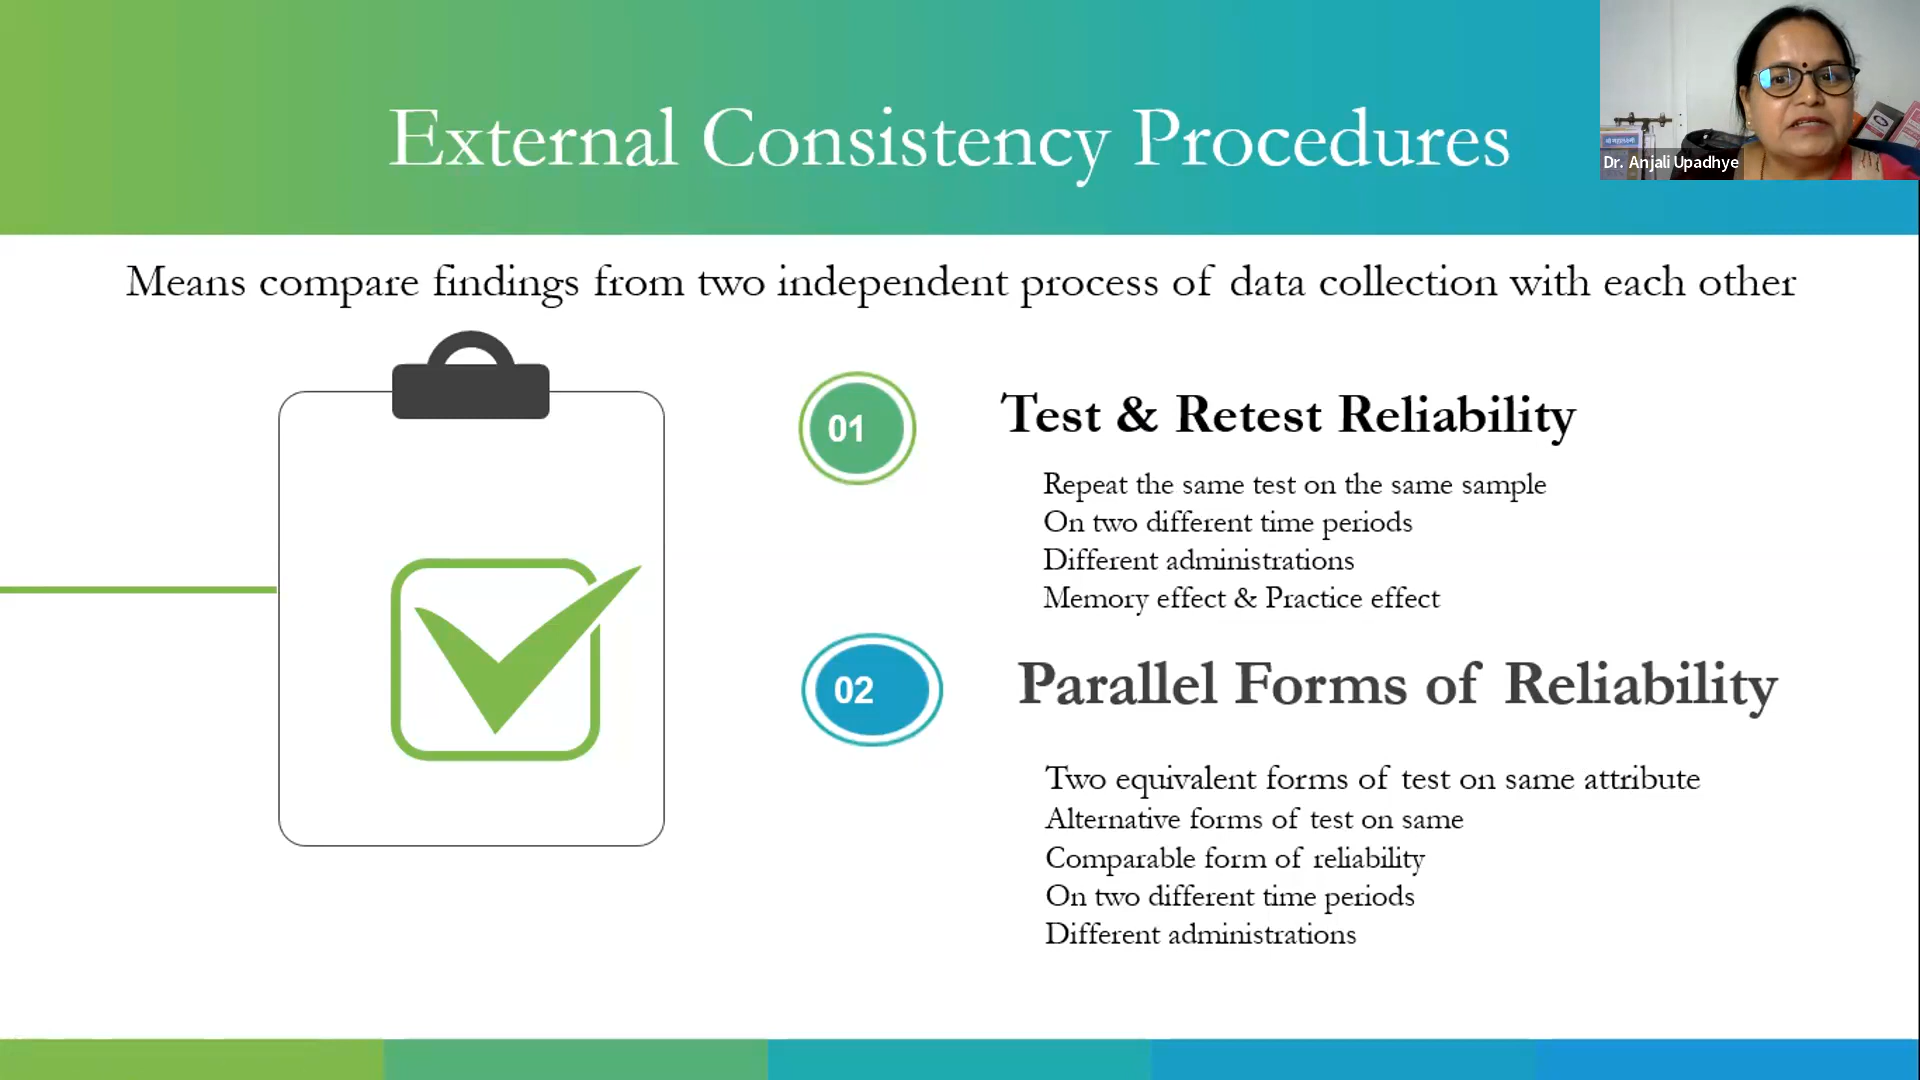 External Consistency Procedures
Dr. Anjali Upadhye
Means compare findings from two independent process of data collection with each other
01
Test & Retest Reliability
Repeat the same test on the same sample
On two different time periods
Different administrations
Memory effect & Practice effect
02
Parallel Forms of Reliability
Two equivalent forms of test on same attribute
Alternative forms of test on same
Comparable form of reliability
On two different time periods
Different administrations